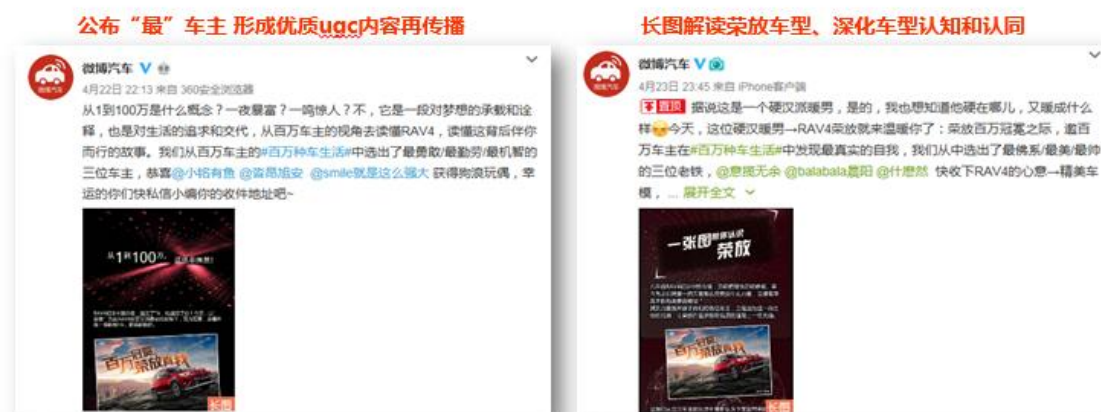 公布“最”车主 形成优质ugc内容再传播
微博汽车
4月22日 22:13 来自 360安全浏览器
从1到100万是什么概念？一夜暴富？一鸣惊人？不，它是一段对梦想的承载和诠
释，也是对生活的追求和交代，从百万车主的视角去读懂RAV4，读懂这背后伴你
而行的故事。我们从百万车主的#百万种车生活#中选出了最勇敢/最勤劳/最机智的
三位车主，恭喜@小铭有鱼 @沓昂旭安 @smile就是这么强大 获得狗浪玩偶，幸
运的你们快私信小编你的收件地址吧~
从1到100万，
百万冠冕
荣放真我
长图
长图解读荣放车型、深化车型认知和认同
微博汽车
4月23日 23:45 来自 iPhone客户端
置顶 据说这是一个硬汉派暖男，是的，我也想知道他硬在哪儿，又暖成什么
样今天，这位硬汉暖男→RAV4荣放就来温暖你了：荣放百万冠冕之际，邀百
万车主在#百万种车生活#中发现最真实的自我，我们从中选出了最佛系/最美/最帅
的三位老铁，@意揽无余 @balabala晨阳 @什麽然 快收下RAV4的心意→精美车
模，... 展开全文
一张图带你认识
荣放
百万冠冕
荣放真我
长图